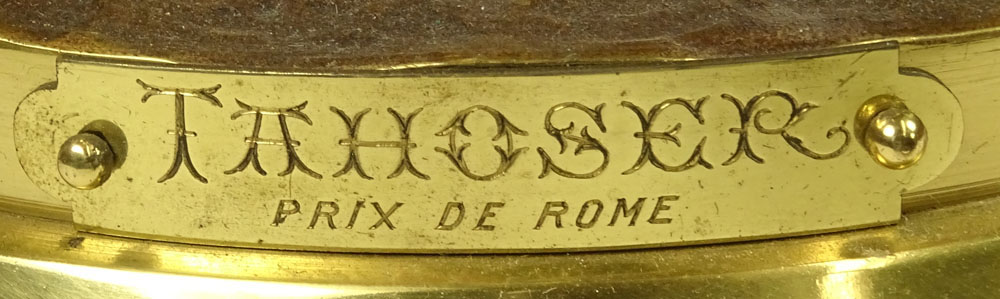 TAHOSER
PRIX DE ROME